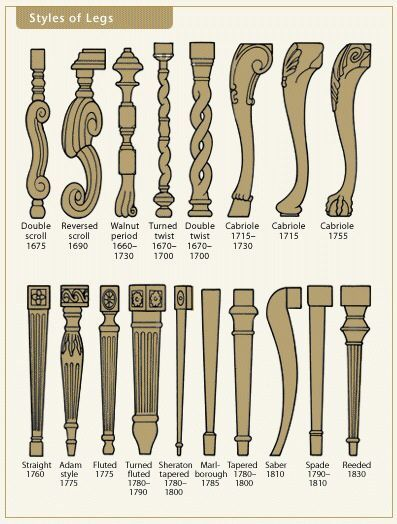 Styles of Legs
Double
scroll
1675
Reversed
scroll
1690
Walnut
period
1660–
1730
Turned
twist
1670–
1700
Double
twist
1670–
1700
Cabriole
1715–
1730
Cabriole
1715
Cabriole
1755
Straight
1760
Adam
style
1775
Fluted
1775
Turned
fluted
1780–
1790
Sheraton
tapered
1780–
1800
Marl-
borough
1785
Tapered
1780–
1800
Saber
1810
Spade
1790–
1810
Reeded
1830